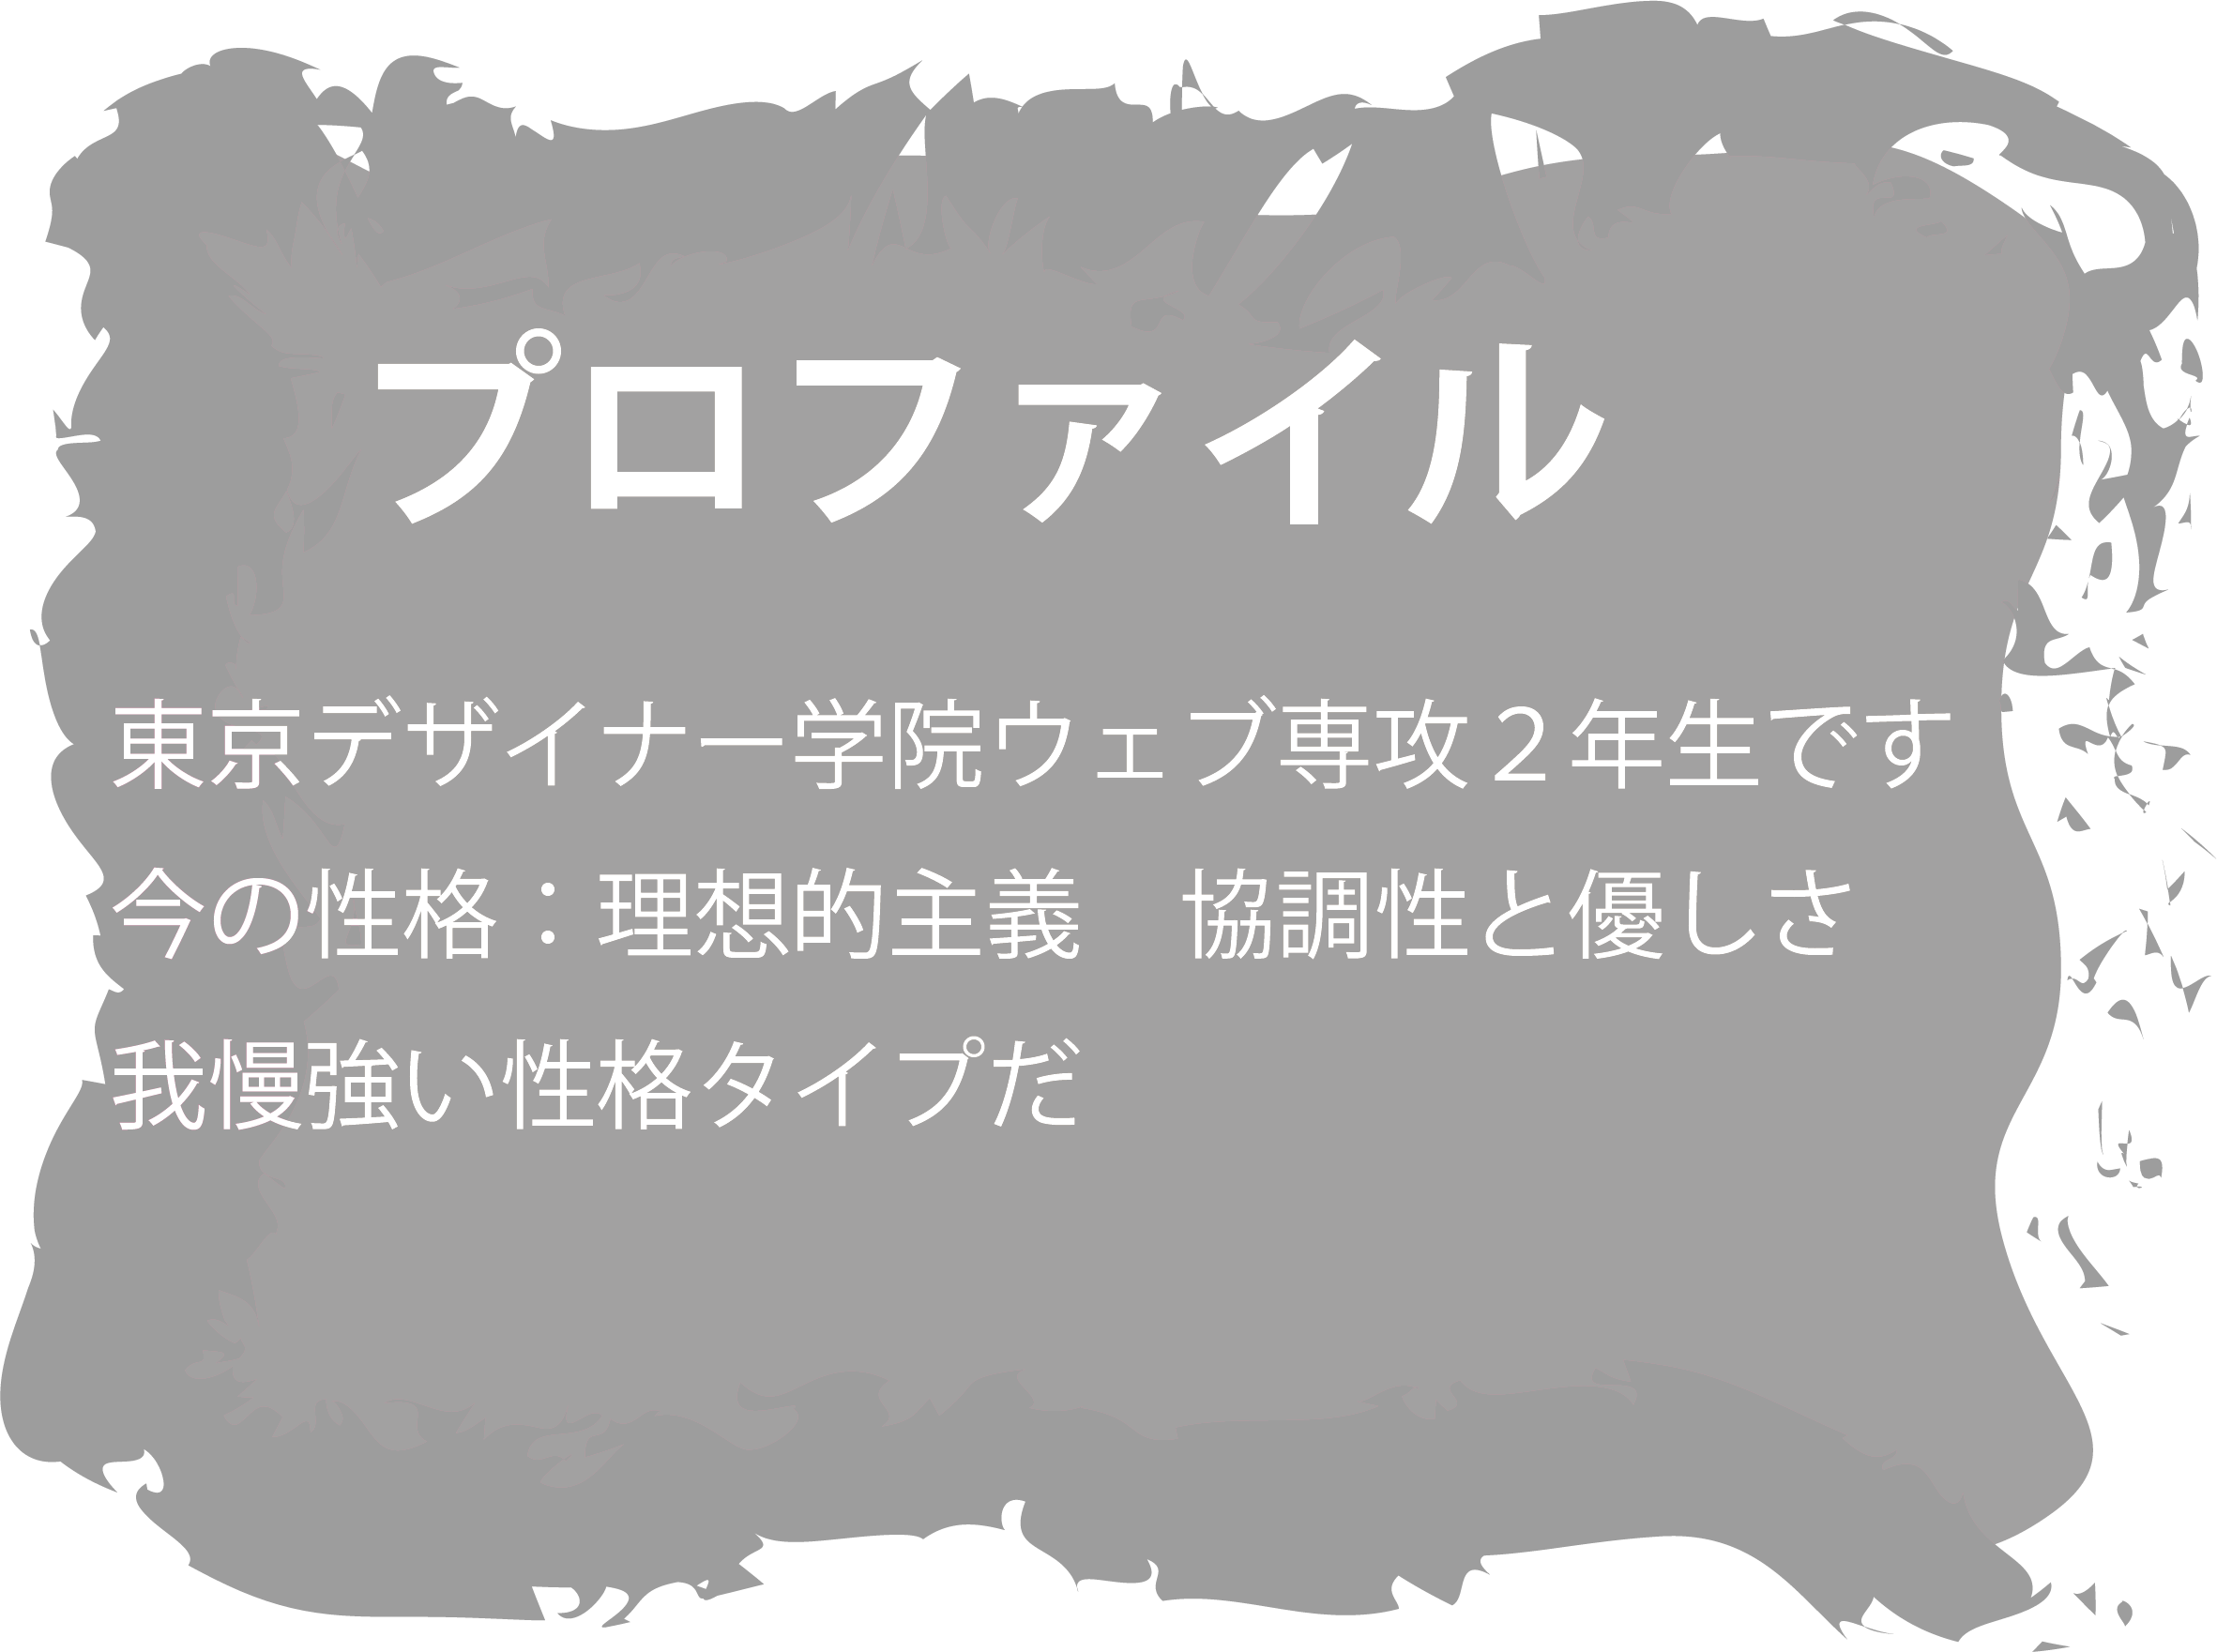 プロファイル
東京デザイナー学院ウェブ専攻２年生です
今の性格：理想的主義　協調性と優しさ
我慢強い性格タイプだ